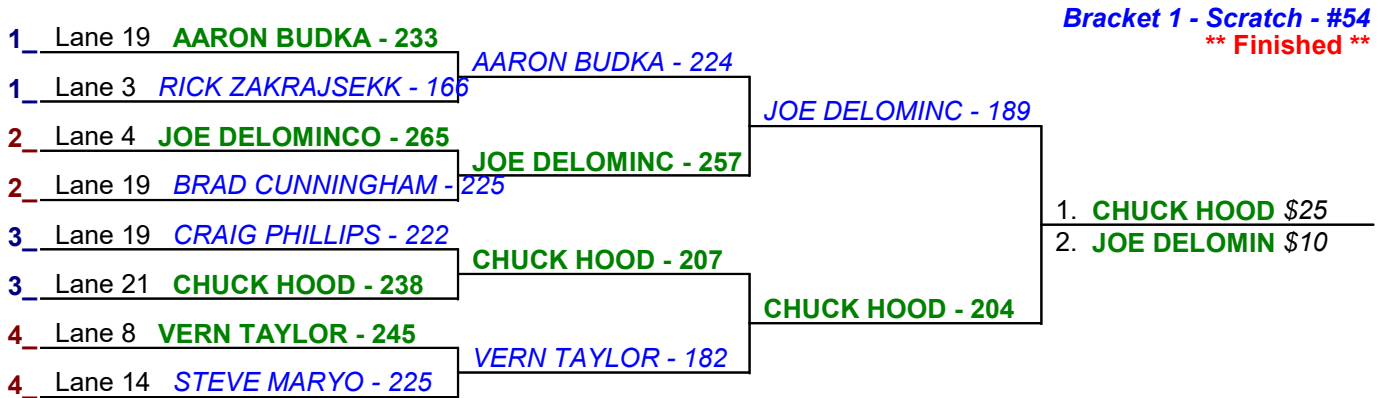 Bracket 1 - Scratch - #54
** Finished **
1_ Lane 19 AARON BUDKA - 233
1_ Lane 3 RICK ZAKRAJSEKK - 166
2_ Lane 4 JOE DELOMINCO - 265
2_ Lane 19 BRAD CUNNINGHAM - 225
3_ Lane 19 CRAIG PHILLIPS - 222
3_ Lane 21 CHUCK HOOD - 238
4_ Lane 8 VERN TAYLOR - 245
4_ Lane 14 STEVE MARYO - 225
AARON BUDKA - 224
JOE DELOMINC - 257
CHUCK HOOD - 207
VERN TAYLOR - 182
JOE DELOMINC - 189
CHUCK HOOD - 204
1. CHUCK HOOD $25
2. JOE DELOMIN $10